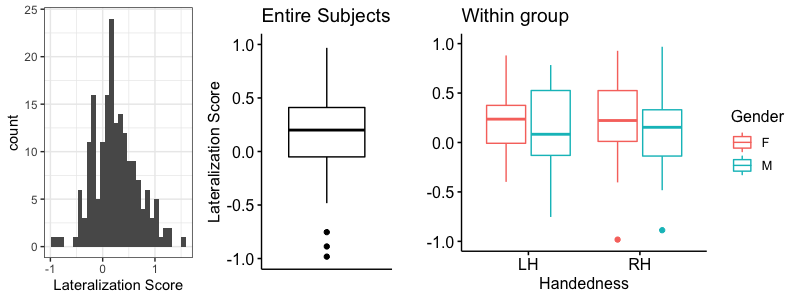 25
20
15
10
5
0
count
-1
0
1
Lateralization Score
Entire Subjects
1.0
0.5
0.0
-0.5
-1.0
Lateralization Score
Within group
1.0
0.5
0.0
-0.5
-1.0
LH
RH
Handedness
Gender
F
M